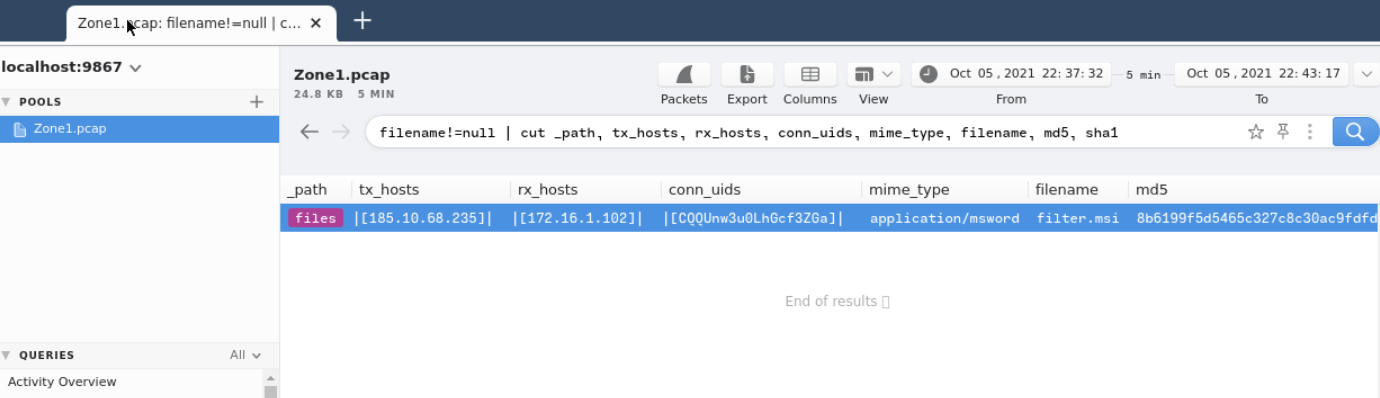 Zone1.pcap: filename!=null | c... ✕ +
localhost:9867
POOLS +
Zone1.pcap
QUERIES All
Activity Overview
Zone1.pcap
24.8 KB 5 MIN
Packets Export Columns View
Oct 05 , 2021 22: 37: 32 5 min Oct 05 , 2021 22: 43: 17
From To
filename!=null | cut _path, tx_hosts, rx_hosts, conn_uids, mime_type, filename, md5, sha1
_path tx_hosts rx_hosts conn_uids mime_type filename md5
files |[185.10.68.235]| |[172.16.1.102]| |[CQQUnw3u0LhGcf3ZGa]| application/msword filter.msi 8b6199f5d5465c327c8c30ac9fdfd
End of results